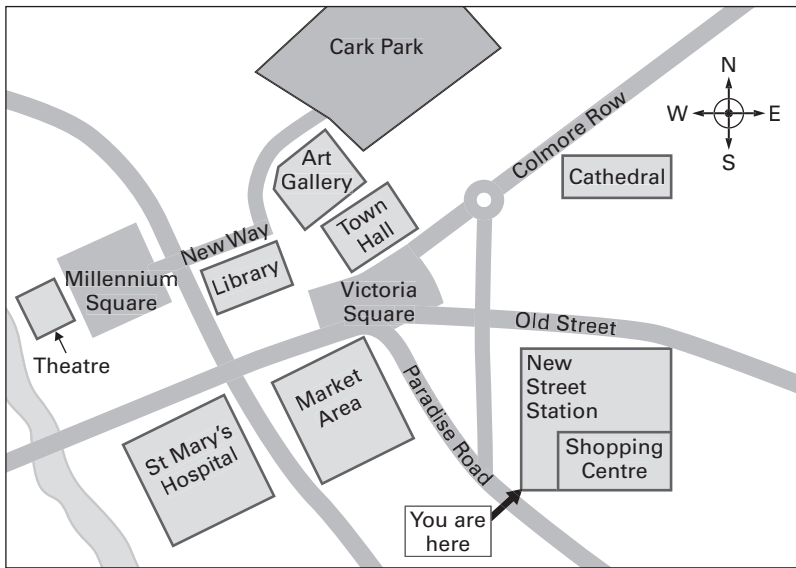 Cark Park
N
W
E
S
Colmore Row
Art
Gallery
Cathedral
Town
Hall
New Way
Library
Millennium
Square
Victoria
Square
Old Street
Theatre
New
Street
Station
Market
Area
Paradise Road
St Mary's
Hospital
Shopping
Centre
You are
here